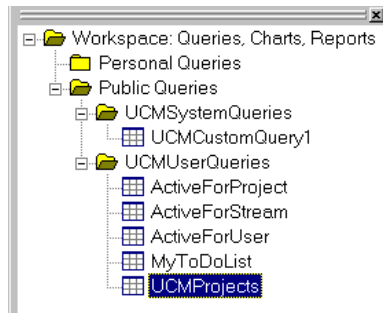 Workspace: Queries, Charts, Reports
Personal Queries
Public Queries
UCMSystemQueries
UCMCustomQuery1
UCMUserQueries
ActiveForProject
ActiveForStream
ActiveForUser
MyToDoList
UCMProjects